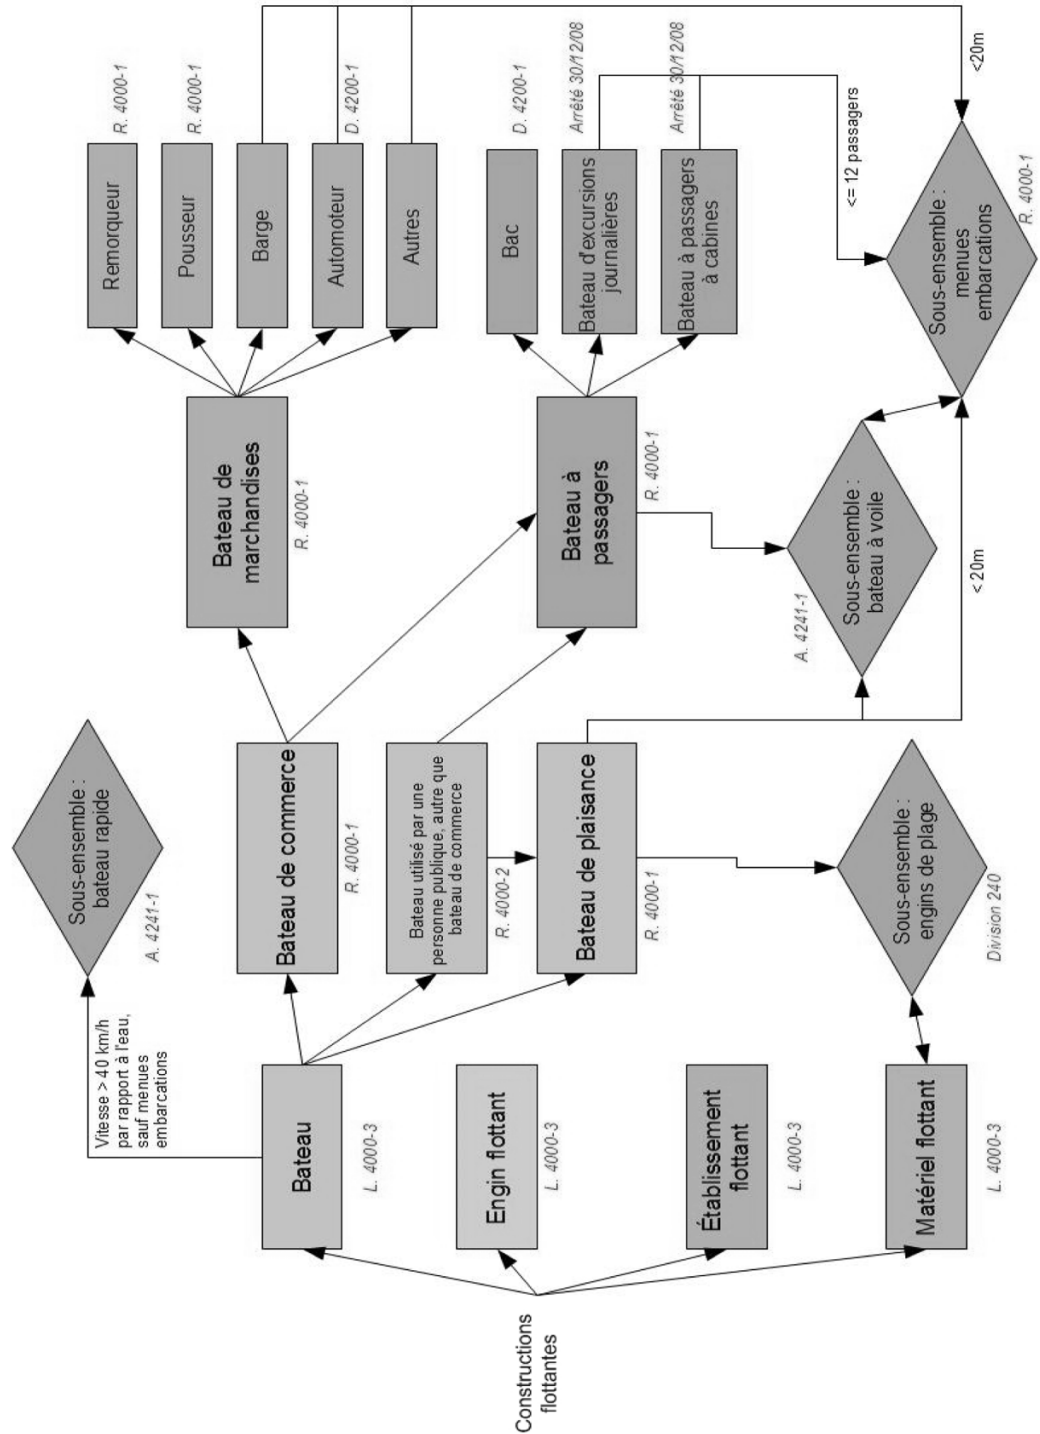 Constructions
flottantes
Bateau
L. 4000-3
Engin flottant
L. 4000-3
Établissement
flottant
L. 4000-3
Matériel flottant
L. 4000-3
Vitesse > 40 km/h
par rapport à l'eau,
sauf menues
embarcations
Sous-ensemble :
bateau rapide
A. 4241-1
Bateau de commerce
R. 4000-1
Bateau utilisé par une
personne publique, autre que
bateau de commerce
R. 4000-2
Bateau de plaisance
R. 4000-1
Sous-ensemble :
engins de plage
Division 240
Bateau de
marchandises
R. 4000-1
Bateau à
passagers
R. 4000-1
Sous-ensemble :
bateau à voile
A. 4241-1
< 20m
Remorqueur
R. 4000-1
Pousseur
R. 4000-1
Barge
Automoteur
D. 4200-1
Autres
Bac
D. 4200-1
Bateau d'excursions
journalières
Arrêté 30/12/08
Bateau à passagers
à cabines
Arrêté 30/12/08
<= 12 passagers
<20m
Sous-ensemble :
menues
embarcations
R. 4000-1